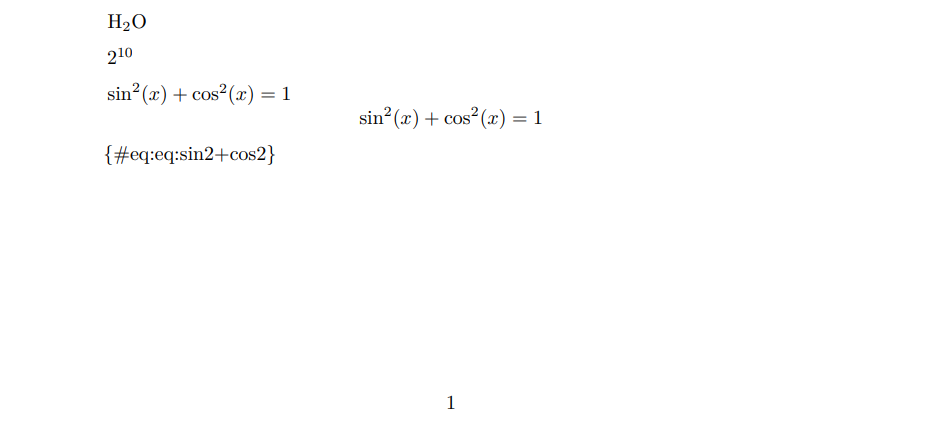 H₂O
2¹⁰
sin²(x) + cos²(x) = 1
sin²(x) + cos²(x) = 1
{#eq:eq:sin2+cos2}
1